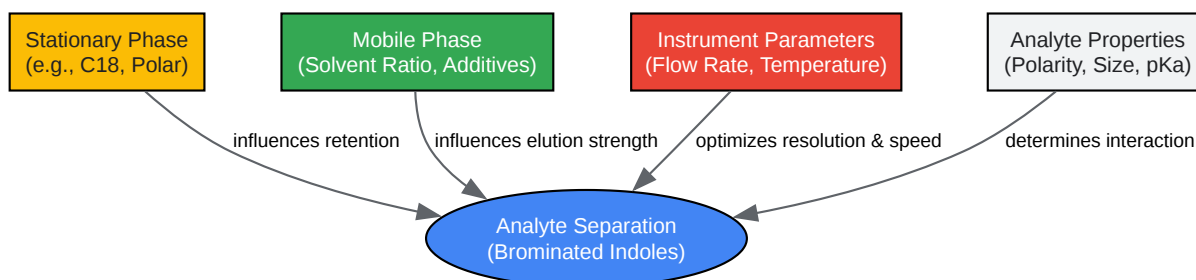 Stationary Phase
(e.g., C18, Polar)
Mobile Phase
(Solvent Ratio, Additives)
Instrument Parameters
(Flow Rate, Temperature)
Analyte Properties
(Polarity, Size, pKa)
influences retention
influences elution strength
optimizes resolution & speed
determines interaction
Analyte Separation
(Brominated Indoles)